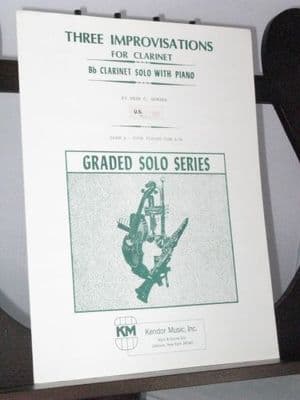 THREE IMPROVISATIONS
FOR CLARINET
Bb CLARINET SOLO WITH PIANO
U.S.
GRADED SOLO SERIES
KM
Kendor Music, Inc.